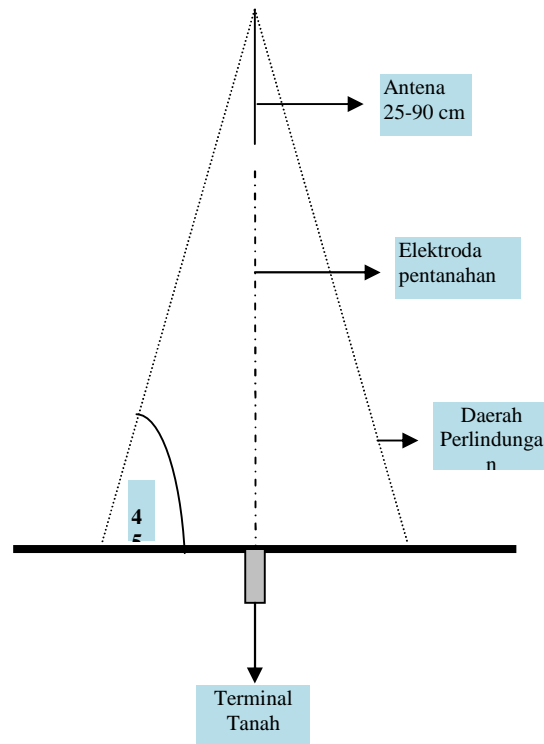 Antena
25-90 cm
Elektroda
pentanahan
Daerah
Perlindunga
n
4
5
Terminal
Tanah